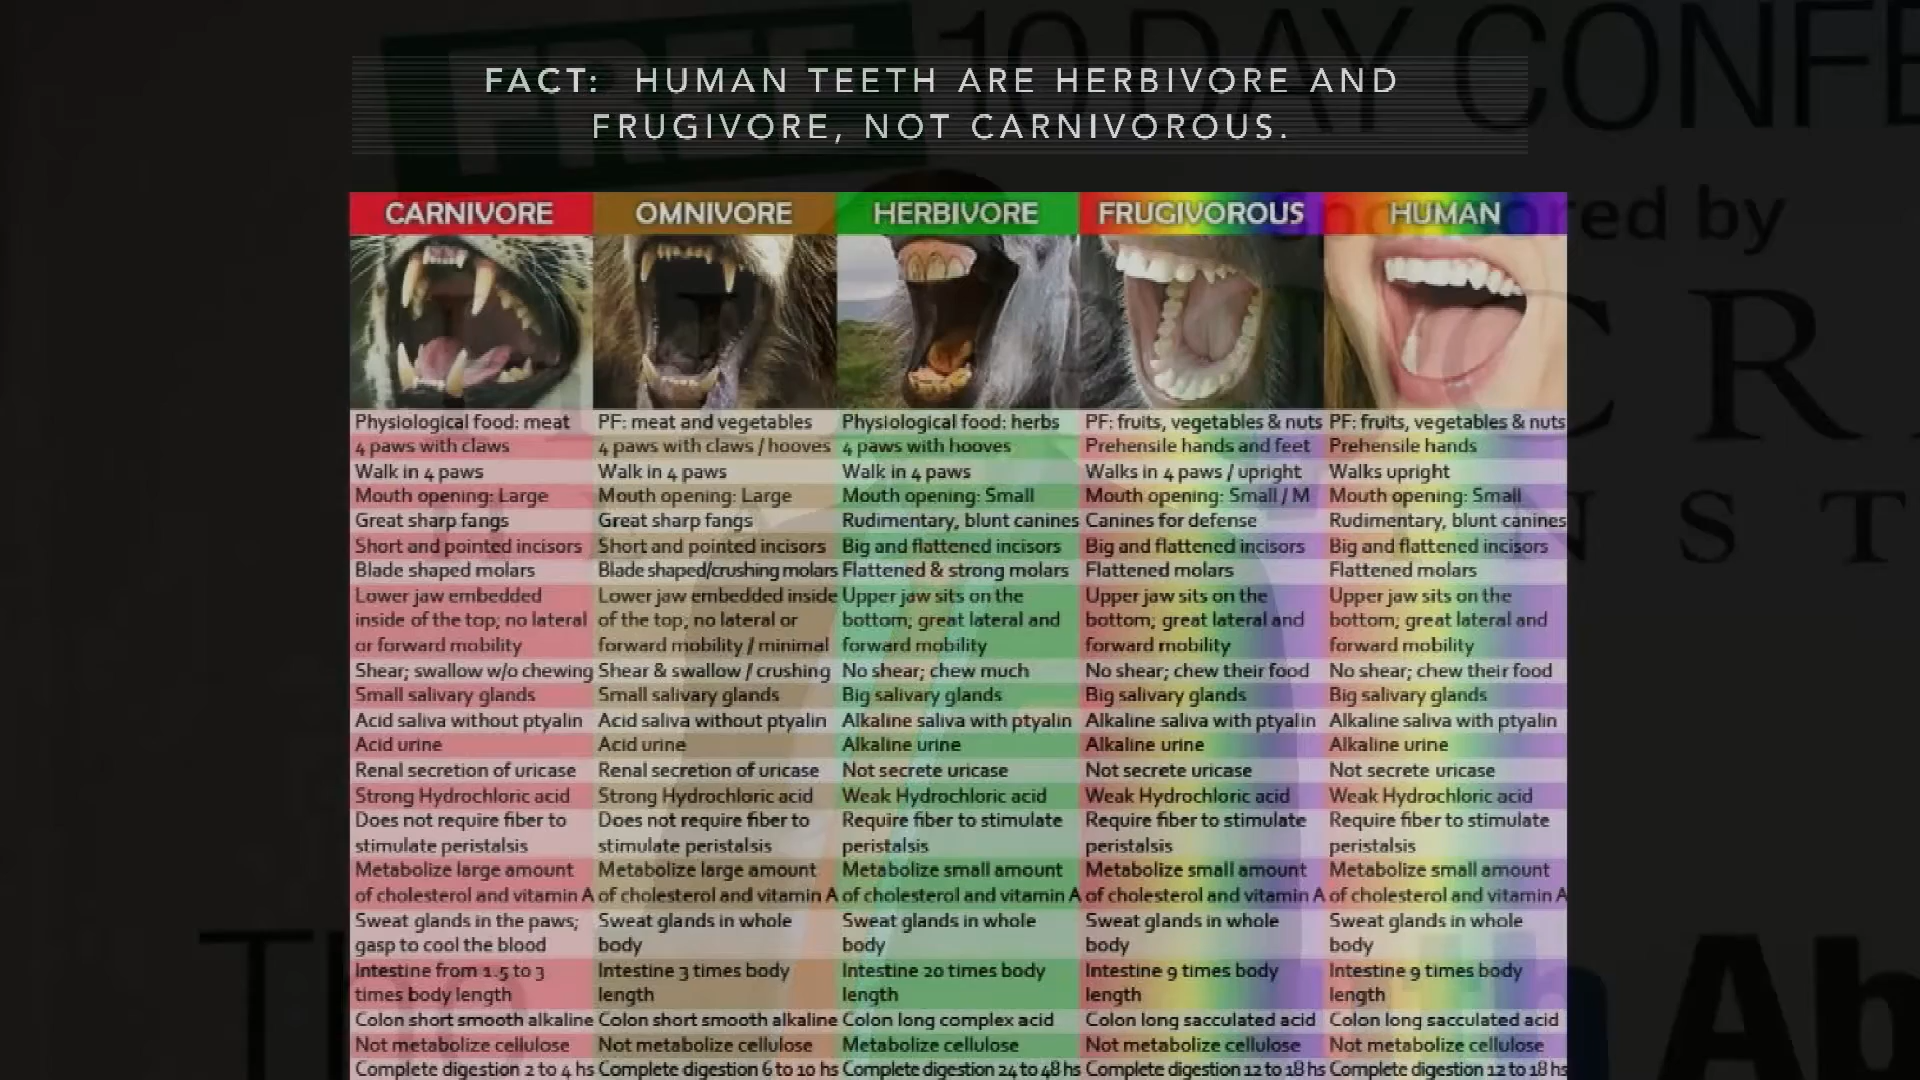 FREE 10 DAY CONFE
FACT: HUMAN TEETH ARE HERBIVORE AND
FRUGIVORE, NOT CARNIVOROUS.
red by
CARNIVORE OMNIVORE HERBIVORE FRUGIVOROUS HUMAN
Physiological food: meat PF: meat and vegetables Physiological food: herbs PF: fruits, vegetables & nuts PF: fruits, vegetables & nuts
4 paws with claws 4 paws with claws / hooves 4 paws with hooves Prehensile hands and feet Prehensile hands
Walk in 4 paws Walk in 4 paws Walk in 4 paws Walks in 4 paws / upright Walks upright
Mouth opening: Large Mouth opening: Large Mouth opening: Small Mouth opening: Small / M Mouth opening: Small
Great sharp fangs Great sharp fangs Rudimentary, blunt canines Canines for defense Rudimentary, blunt canines
Short and pointed incisors Short and pointed incisors Big and flattened incisors Big and flattened incisors Big and flattened incisors
Blade shaped molars Blade shaped/crushing molars Flattened & strong molars Flattened molars Flattened molars
Lower jaw embedded Lower jaw embedded inside Upper jaw sits on the Upper jaw sits on the Upper jaw sits on the
inside of the top; no lateral of the top; no lateral or bottom; great lateral and bottom; great lateral and bottom; great lateral and
or forward mobility forward mobility / minimal forward mobility forward mobility forward mobility
Shear; swallow w/o chewing Shear & swallow / crushing No shear; chew much No shear; chew their food No shear; chew their food
Small salivary glands Small salivary glands Big salivary glands Big salivary glands Big salivary glands
Acid saliva without ptyalin Acid saliva without ptyalin Alkaline saliva with ptyalin Alkaline saliva with ptyalin Alkaline saliva with ptyalin
Acid urine Acid urine Alkaline urine Alkaline urine Alkaline urine
Renal secretion of uricase Renal secretion of uricase Not secrete uricase Not secrete uricase Not secrete uricase
Strong Hydrochloric acid Strong Hydrochloric acid Weak Hydrochloric acid Weak Hydrochloric acid Weak Hydrochloric acid
Does not require fiber to Does not require fiber to Require fiber to stimulate Require fiber to stimulate Require fiber to stimulate
stimulate peristalsis stimulate peristalsis peristalsis peristalsis peristalsis
Metabolize large amount Metabolize large amount Metabolize small amount Metabolize small amount Metabolize small amount
of cholesterol and vitamin A of cholesterol and vitamin A of cholesterol and vitamin A of cholesterol and vitamin A of cholesterol and vitamin A
Sweat glands in the paws; Sweat glands in whole Sweat glands in whole Sweat glands in whole Sweat glands in whole
gasp to cool the blood body body body body
Intestine from 1.5 to 3 Intestine 3 times body Intestine 20 times body Intestine 9 times body Intestine 9 times body
times body length length length length length
Colon short smooth alkaline Colon short smooth alkaline Colon long complex acid Colon long sacculated acid Colon long sacculated acid
Not metabolize cellulose Not metabolize cellulose Metabolize cellulose Not metabolize cellulose Not metabolize cellulose
Complete digestion 2 to 4 hs Complete digestion 6 to 10 hs Complete digestion 24 to 48 hs Complete digestion 12 to 18 hs Complete digestion 12 to 18 hs